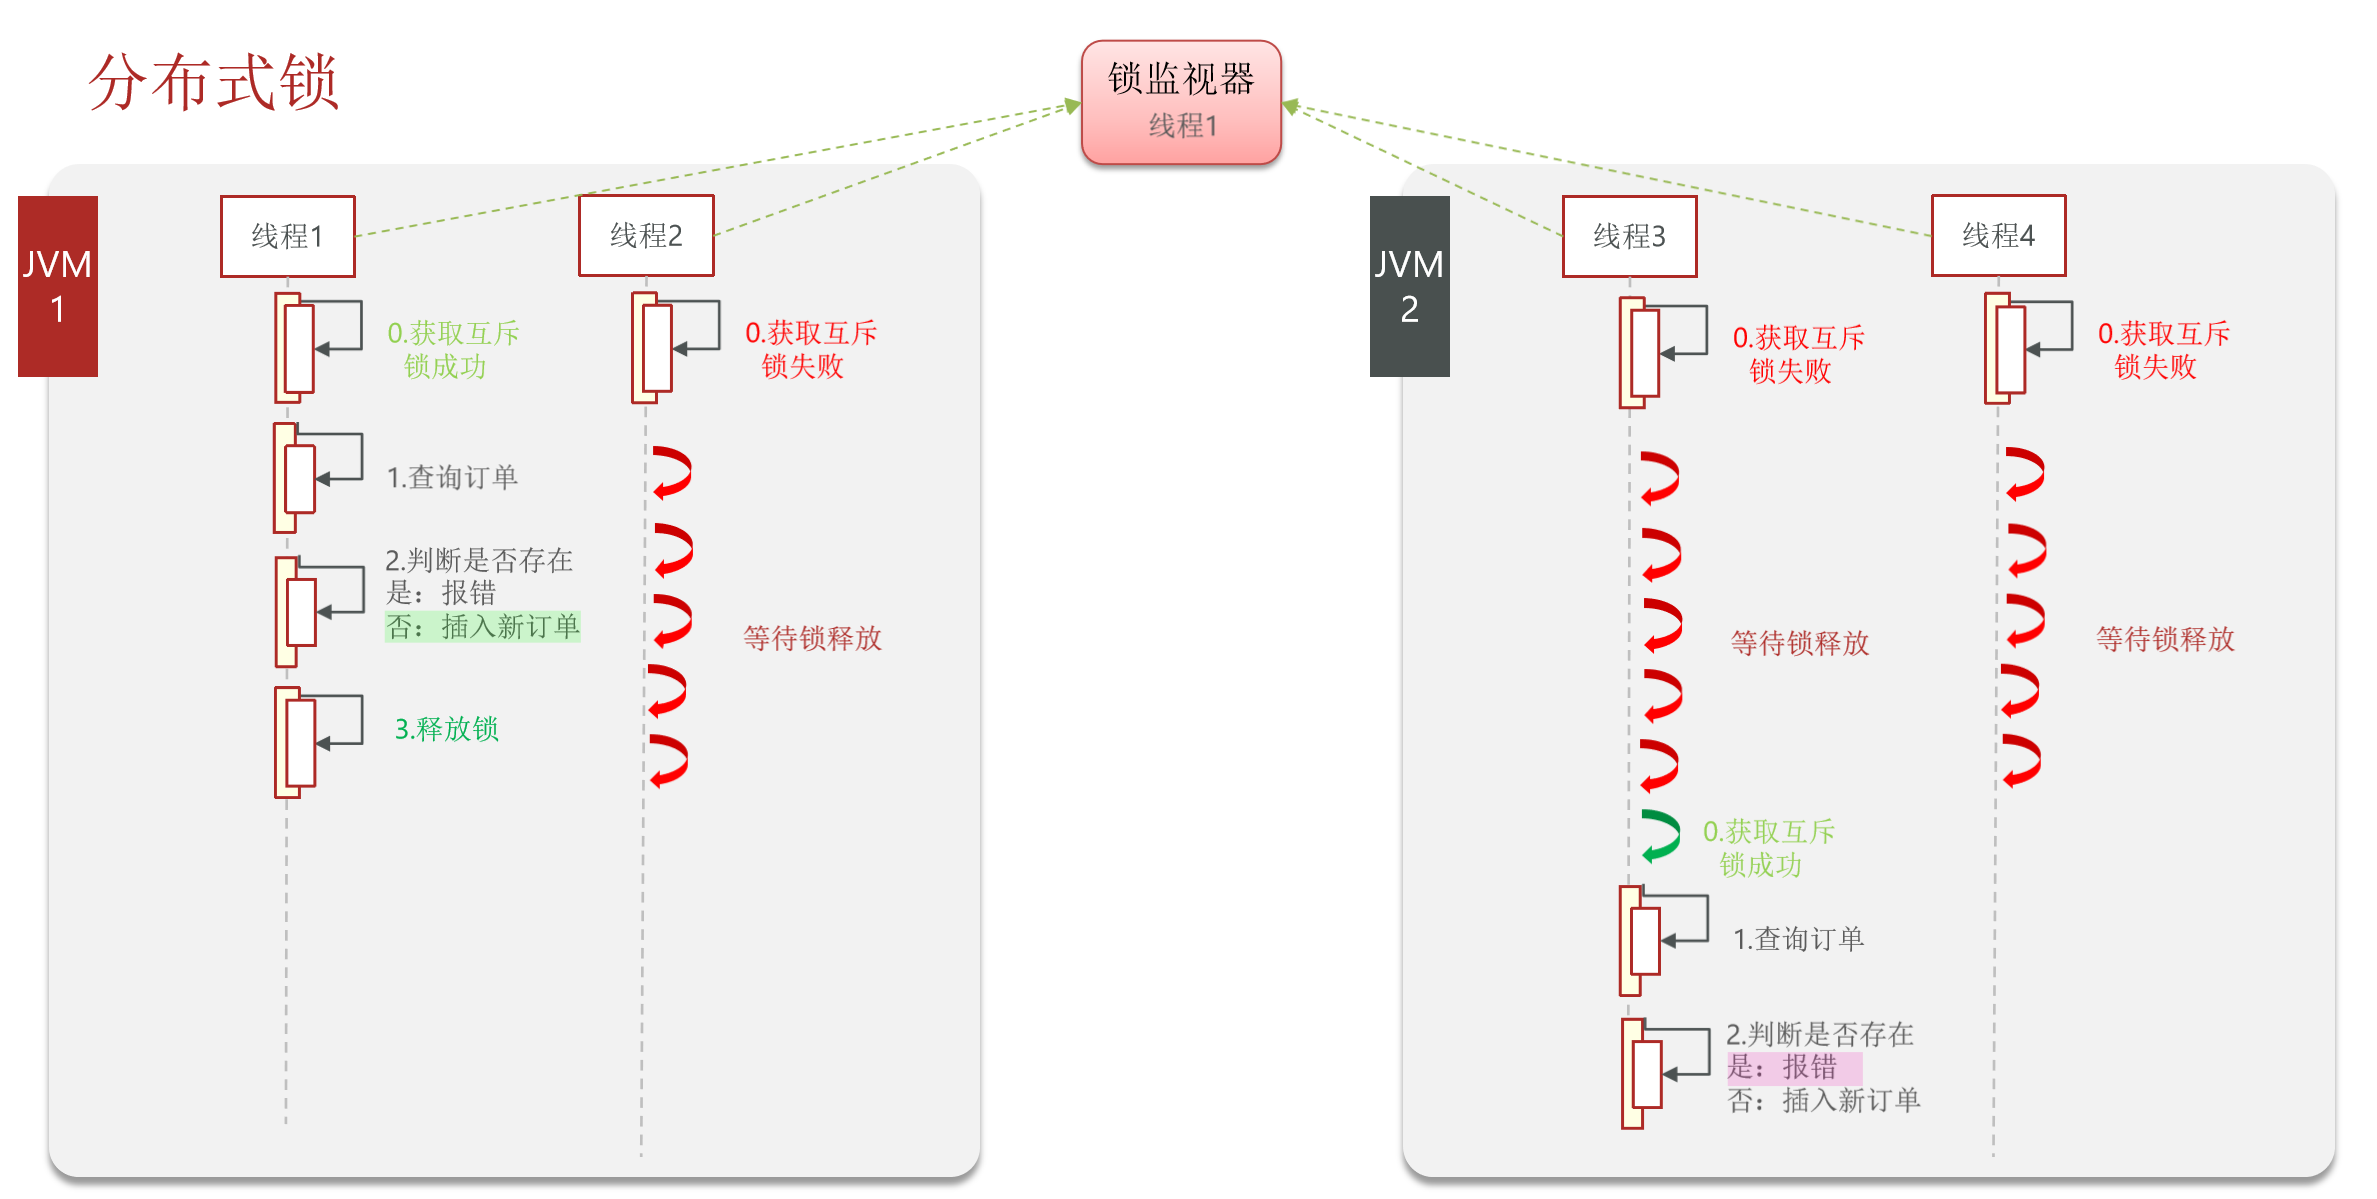 分布式锁
锁监视器
线程1
JVM
1
线程1
0.获取互斥
锁成功
1.查询订单
2.判断是否存在
是：报错
否：插入新订单
3.释放锁
线程2
0.获取互斥
锁失败
等待锁释放
JVM
2
线程3
0.获取互斥
锁失败
等待锁释放
0.获取互斥
锁成功
1.查询订单
2.判断是否存在
是：报错
否：插入新订单
线程4
0.获取互斥
锁失败
等待锁释放